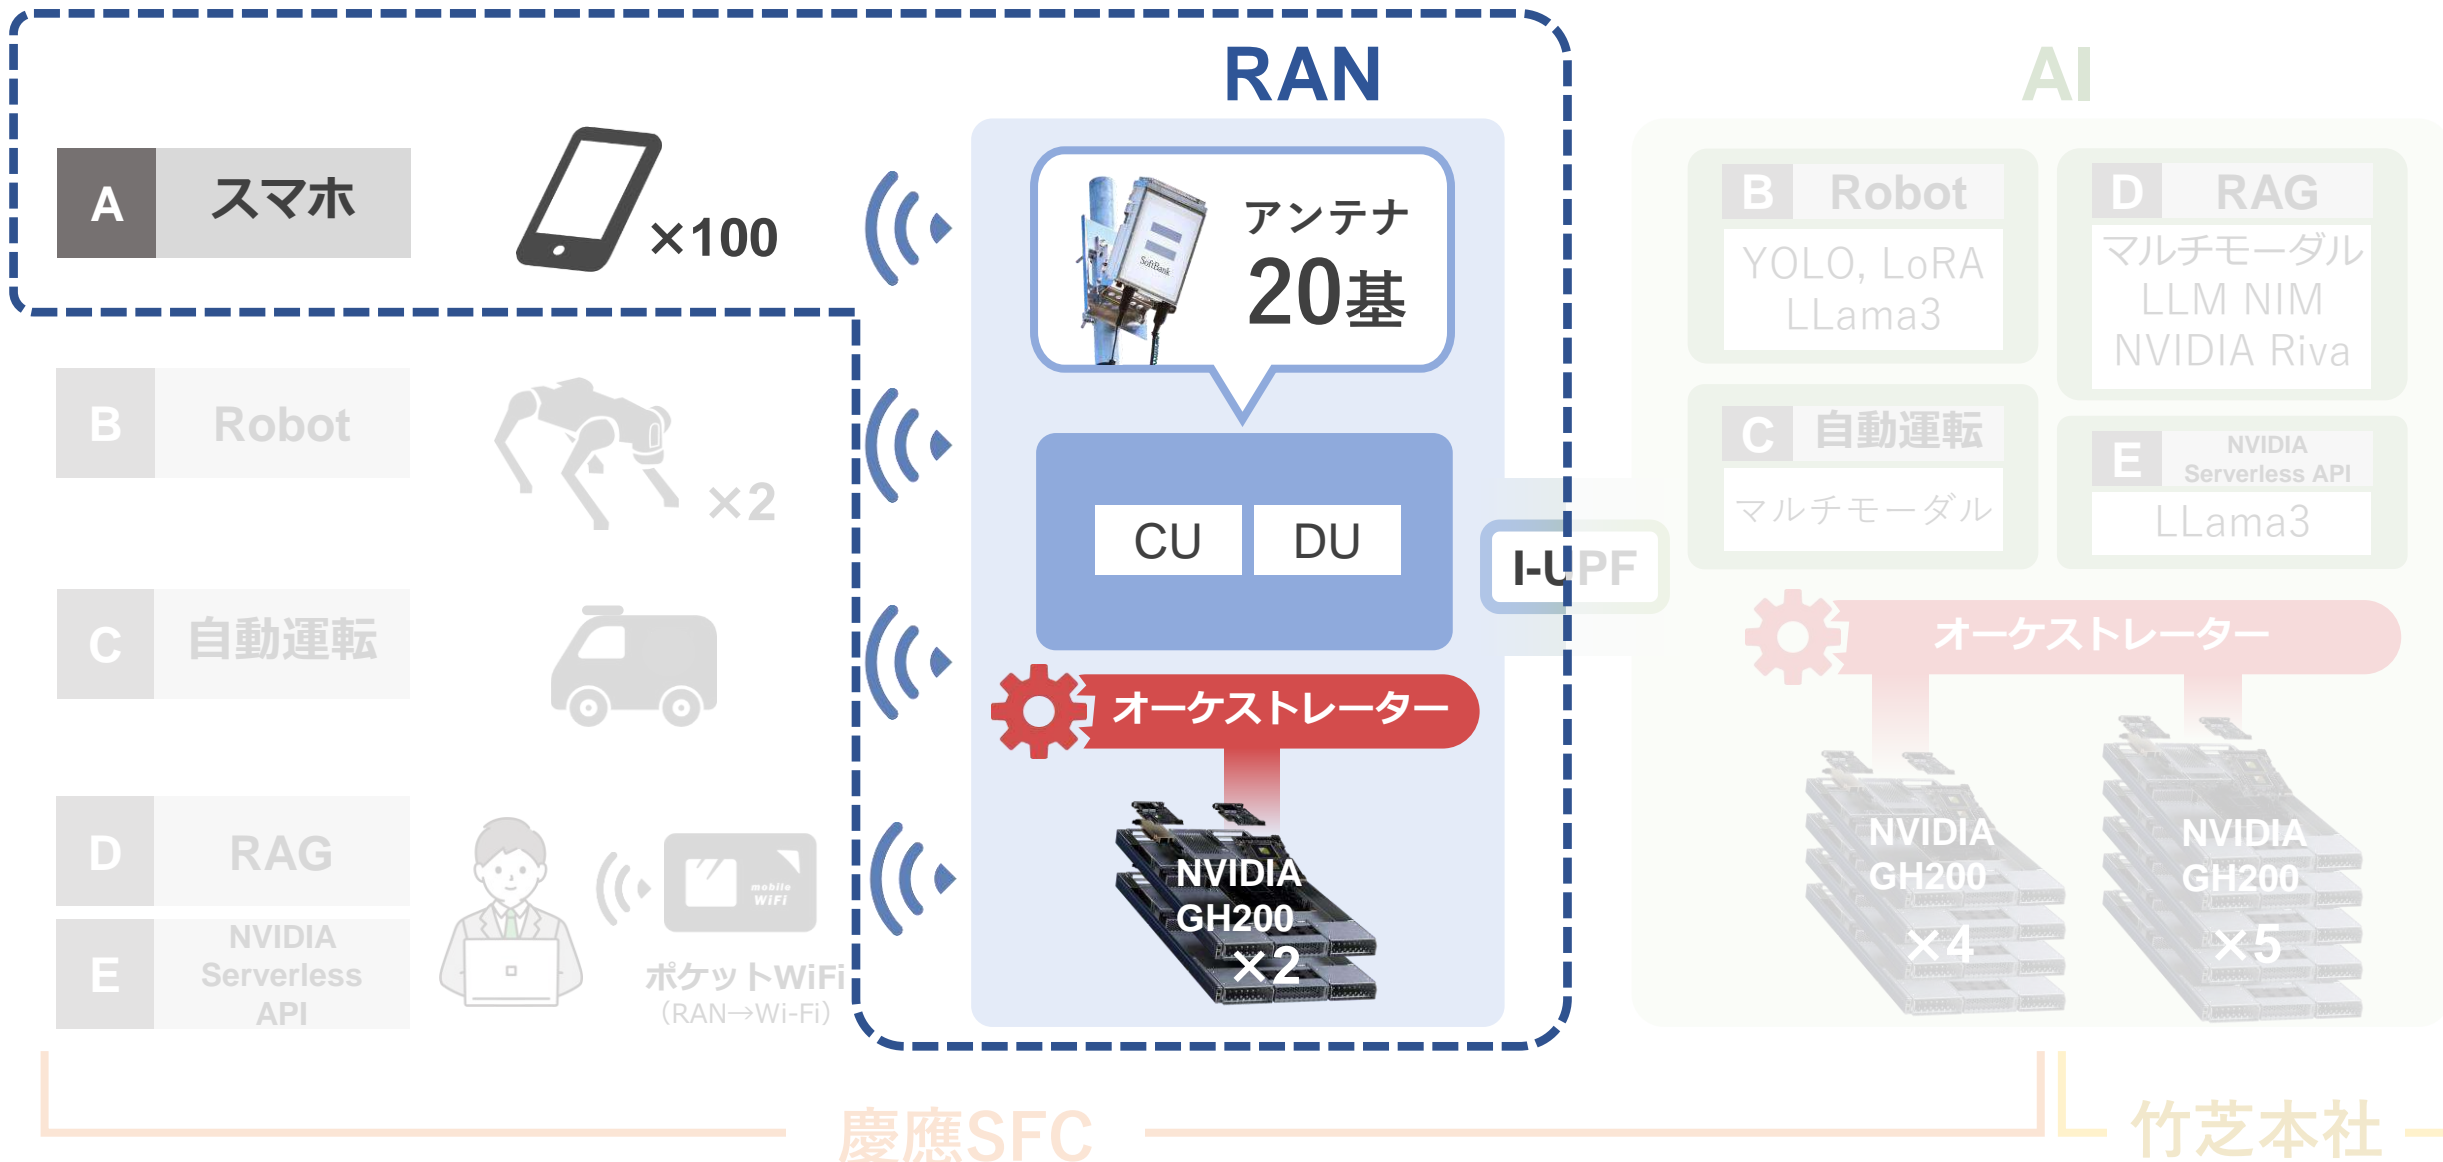 RAN
AI
A
スマホ
×100
SoftBank
アンテナ
20基
B
Robot
YOLO, LoRA
LLama3
D
RAG
マルチモーダル
LLM NIM
NVIDIA Riva
B
Robot
×2
CU
DU
I-UPF
C
自動運転
マルチモーダル
E
NVIDIA
Serverless API
LLama3
C
自動運転
オーケストレーター
オーケストレーター
D
RAG
E
NVIDIA
Serverless
API
mobile
WiFi
ポケットWiFi
（RAN→Wi-Fi）
NVIDIA
GH200
×2
NVIDIA
GH200
×4
NVIDIA
GH200
×5
慶應SFC
竹芝本社